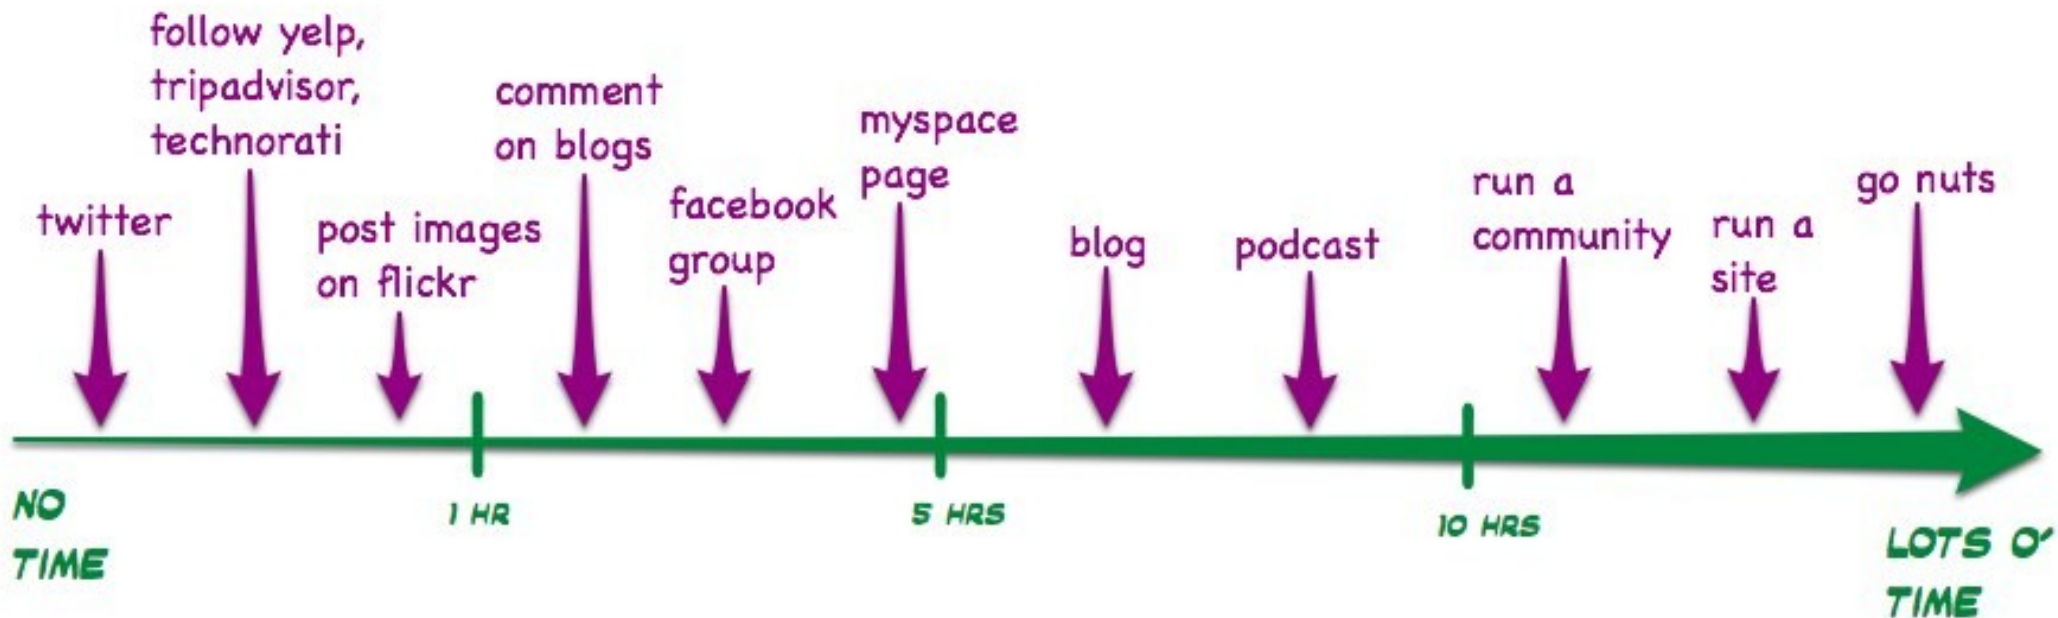 follow yelp,
tripadvisor,
technorati
twitter
post images
on flickr
comment
on blogs
facebook
group
myspace
page
blog
podcast
run a
community
run a
site
go nuts
NO
TIME
1 HR
5 HRS
10 HRS
LOTS O'
TIME